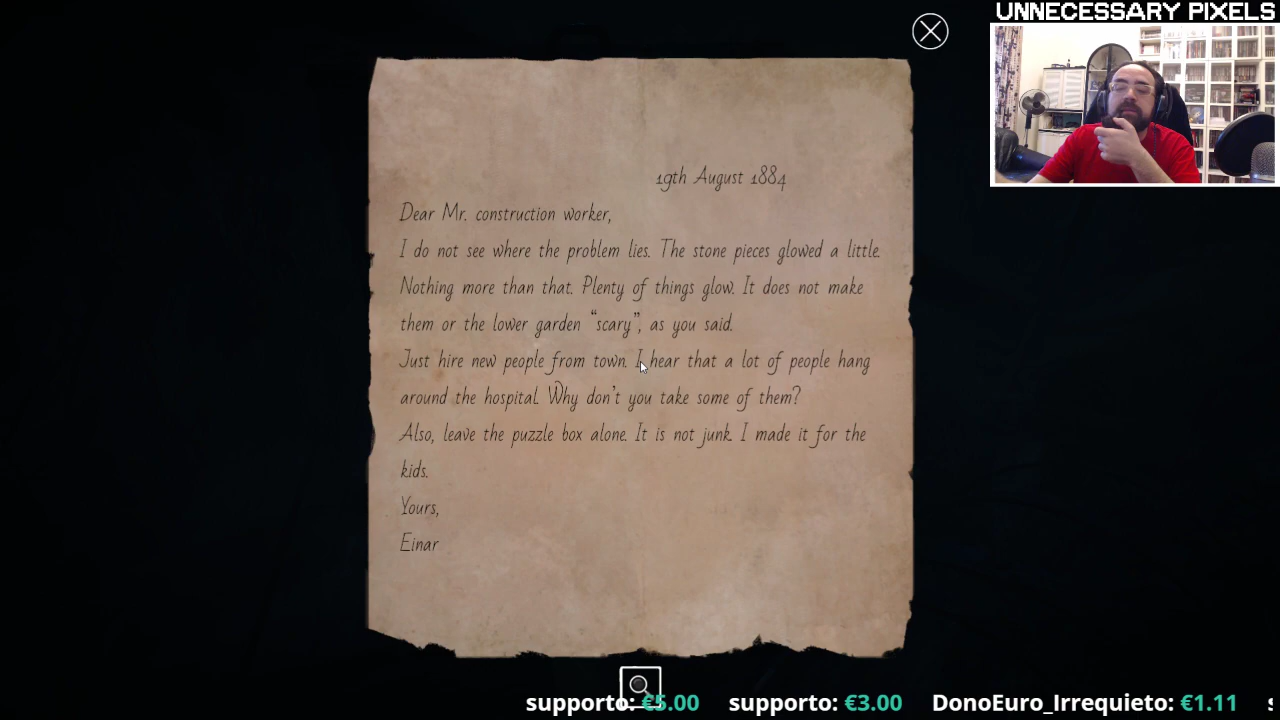 UNNECESSARY PIXELS
19th August 1884
Dear Mr. construction worker,
I do not see where the problem lies. The stone pieces glowed a little.
Nothing more than that. Plenty of things glow. It does not make
them or the lower garden “scary”, as you said.
Just hire new people from town. I hear that a lot of people hang
around the hospital. Why don’t you take some of them?
Also, leave the puzzle box alone. It is not junk. I made it for the
kids.
Yours,
Einar
supporto: €5.00 supporto: €3.00 DonoEuro_Irrequieto: €1.11